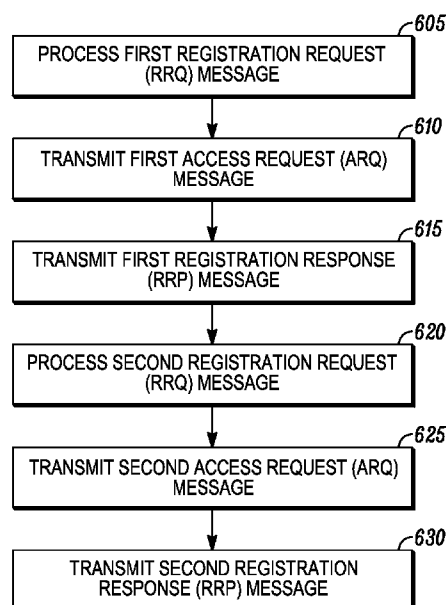 605
PROCESS FIRST REGISTRATION REQUEST
(RRQ) MESSAGE
610
TRANSMIT FIRST ACCESS REQUEST (ARQ)
MESSAGE
615
TRANSMIT FIRST REGISTRATION RESPONSE
(RRP) MESSAGE
620
PROCESS SECOND REGISTRATION REQUEST
(RRQ) MESSAGE
625
TRANSMIT SECOND ACCESS REQUEST (ARQ)
MESSAGE
630
TRANSMIT SECOND REGISTRATION
RESPONSE (RRP) MESSAGE